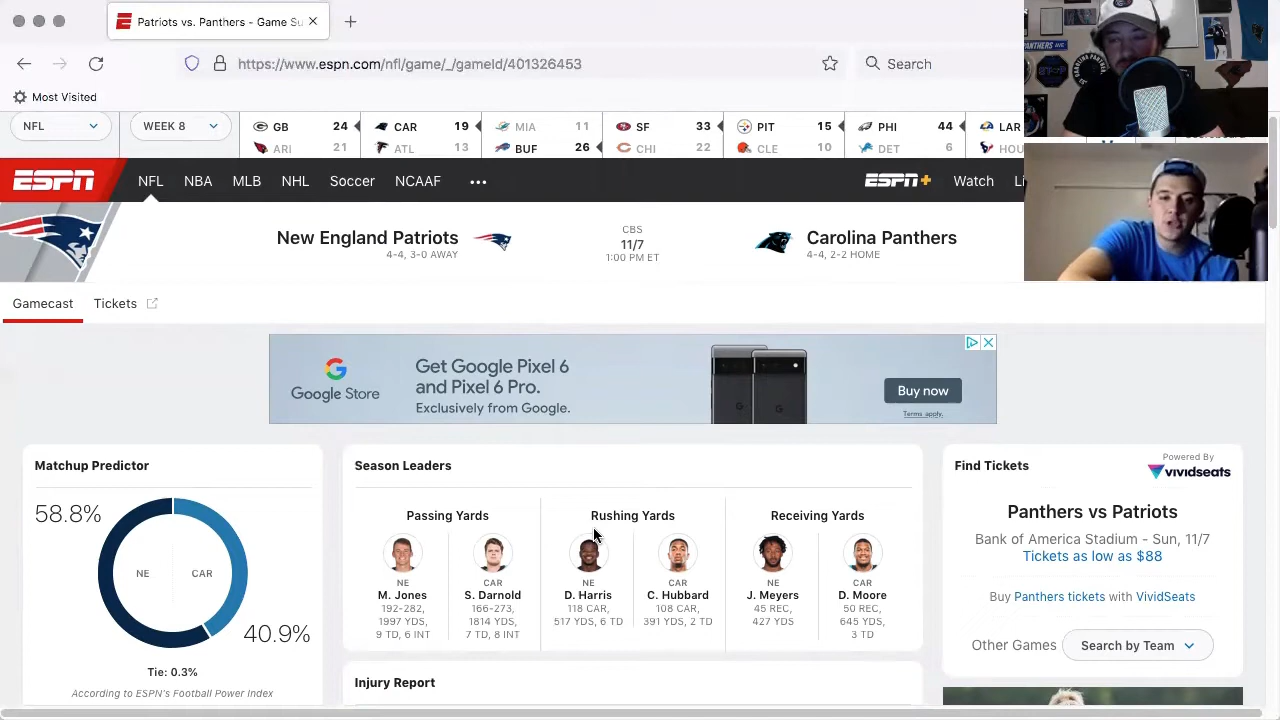 Patriots vs. Panthers - Game Su
https://www.espn.com/nfl/game/_/gameId/401326453
Search
Most Visited
NFL
WEEK 8
GB 24
ARI 21
CAR 19
ATL 13
MIA 11
BUF 26
SF 33
CHI 22
PIT 15
CLE 10
PHI 44
DET 6
LAR
HOU
ESPN
NFL
NBA
MLB
NHL
Soccer
NCAAF
ESPN+
Watch
Li
New England Patriots
4-4, 3-0 AWAY
CBS
11/7
1:00 PM ET
Carolina Panthers
4-4, 2-2 HOME
Gamecast
Tickets
Google Store
Get Google Pixel 6
and Pixel 6 Pro.
Exclusively from Google.
Buy now
Terms apply.
Matchup Predictor
58.8%
NE
CAR
40.9%
Tie: 0.3%
According to ESPN's Football Power Index
Season Leaders
Passing Yards
NE
M. Jones
192-282,
1997 YDS,
9 TD, 6 INT
CAR
S. Darnold
166-273,
1814 YDS,
7 TD, 8 INT
Rushing Yards
NE
D. Harris
118 CAR,
517 YDS, 6 TD
CAR
C. Hubbard
108 CAR,
391 YDS, 2 TD
Receiving Yards
NE
J. Meyers
45 REC,
427 YDS
CAR
D. Moore
50 REC,
645 YDS,
3 TD
Injury Report
Find Tickets
Powered By
vividseats
Panthers vs Patriots
Bank of America Stadium - Sun, 11/7
Tickets as low as $88
Buy Panthers tickets with VividSeats
Other Games
Search by Team
PANTHERS AVE